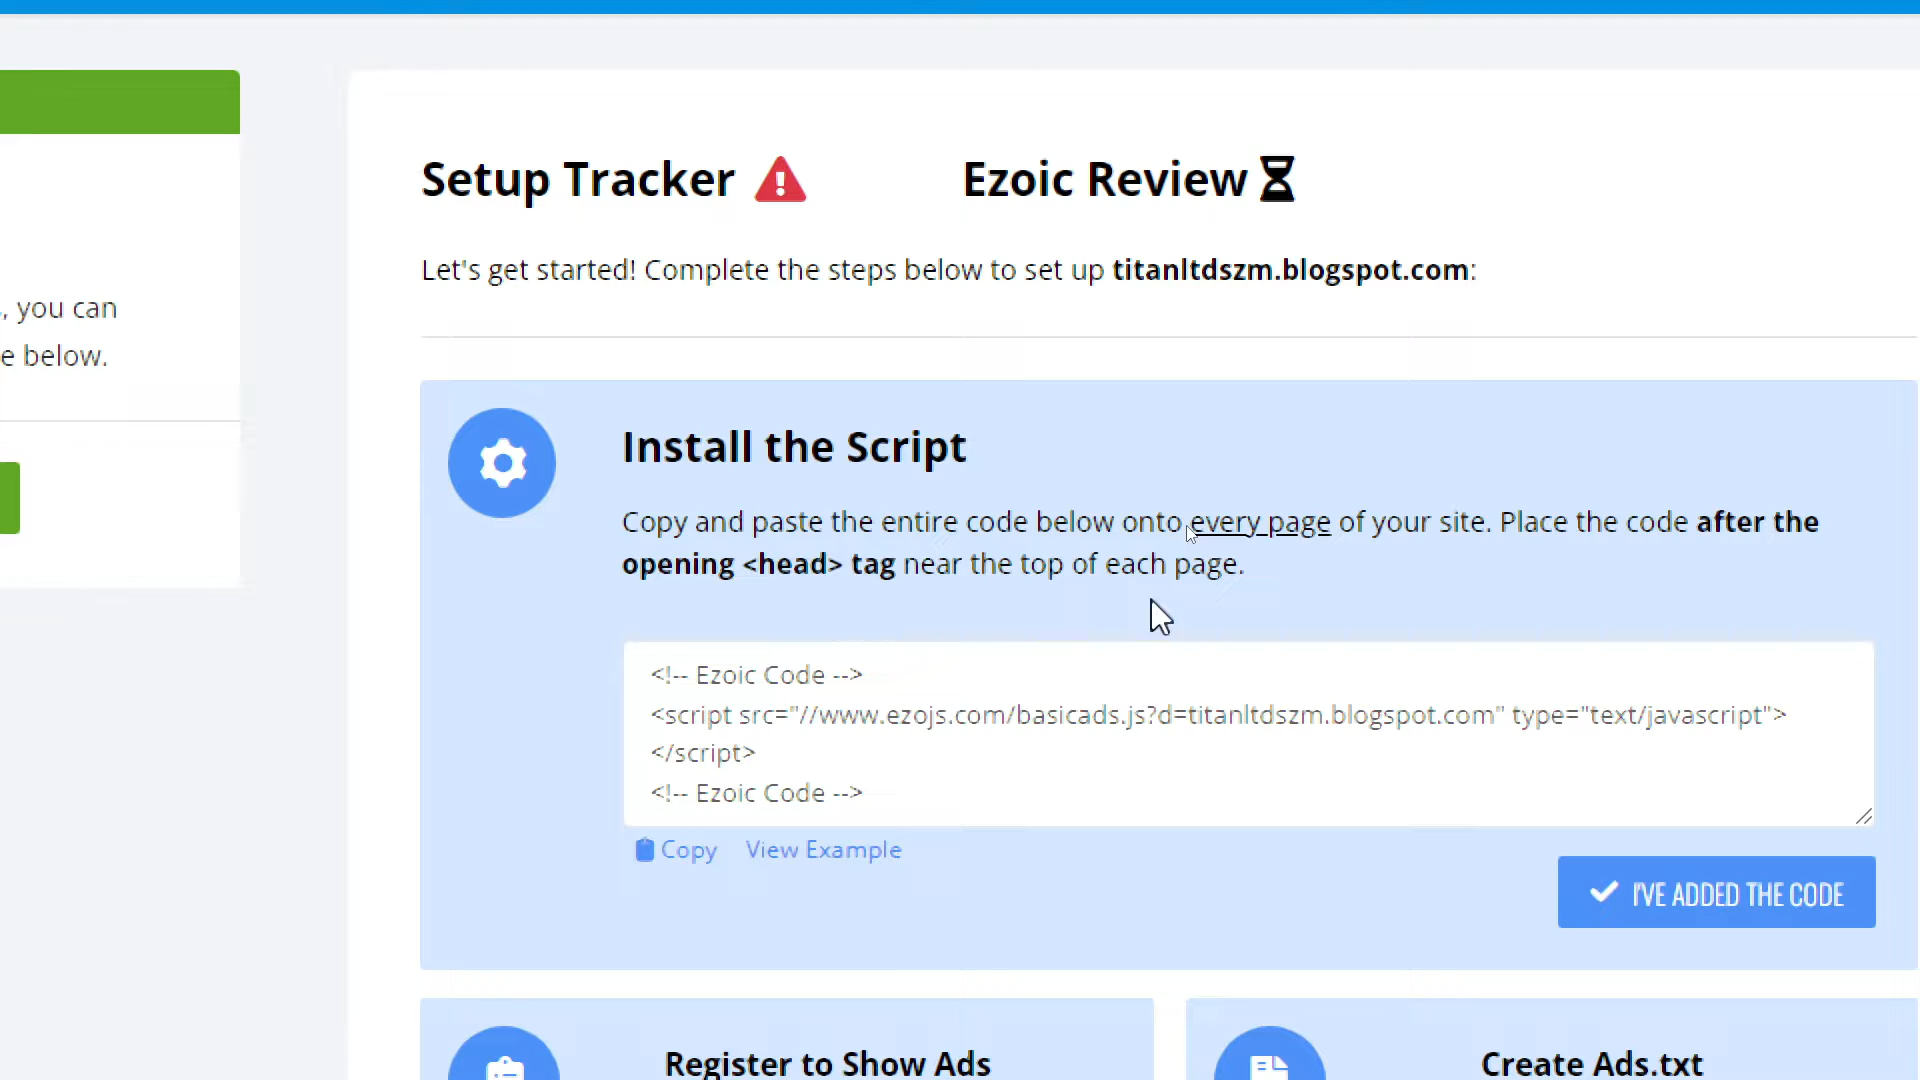 , you can
e below.
Setup Tracker
Ezoic Review
Let's get started! Complete the steps below to set up titanltdszm.blogspot.com:
Install the Script
Copy and paste the entire code below onto every page of your site. Place the code after the
opening <head> tag near the top of each page.
<!-- Ezoic Code -->
<script src="//www.ezojs.com/basicads.js?d=titanltdszm.blogspot.com" type="text/javascript">
</script>
<!-- Ezoic Code -->
Copy View Example
I'VE ADDED THE CODE
Register to Show Ads
Create Ads.txt